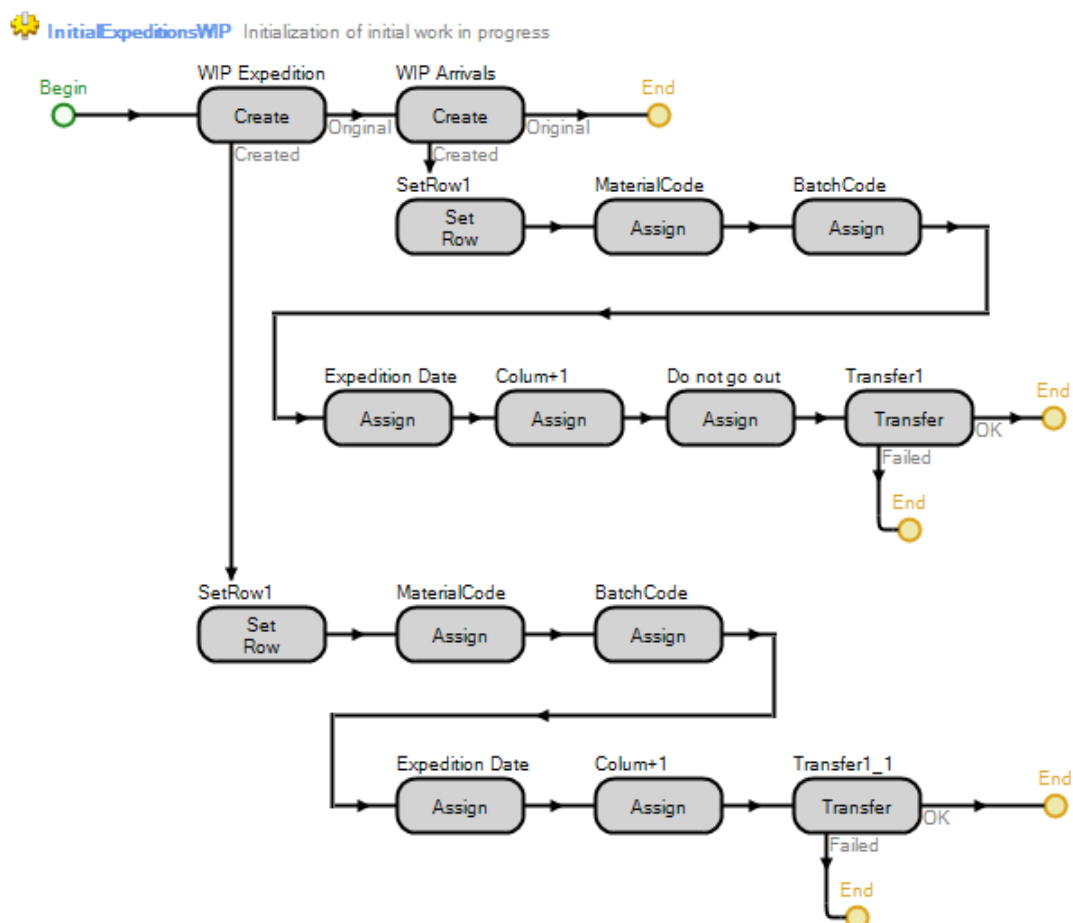 InitialExpeditionsWIP Initialization of initial work in progress
WIP Expedition WIP Arrivals
Begin End
Create Create
Original Original
Created Created
SetRow1 MaterialCode BatchCode
Set
Row Assign Assign
Expedition Date Colum+1 Do not go out Transfer1 End
Assign Assign Assign Transfer
OK
Failed
End
SetRow1 MaterialCode BatchCode
Set
Row Assign Assign
Expedition Date Colum+1 Transfer1_1 End
Assign Assign Transfer
OK
Failed
End